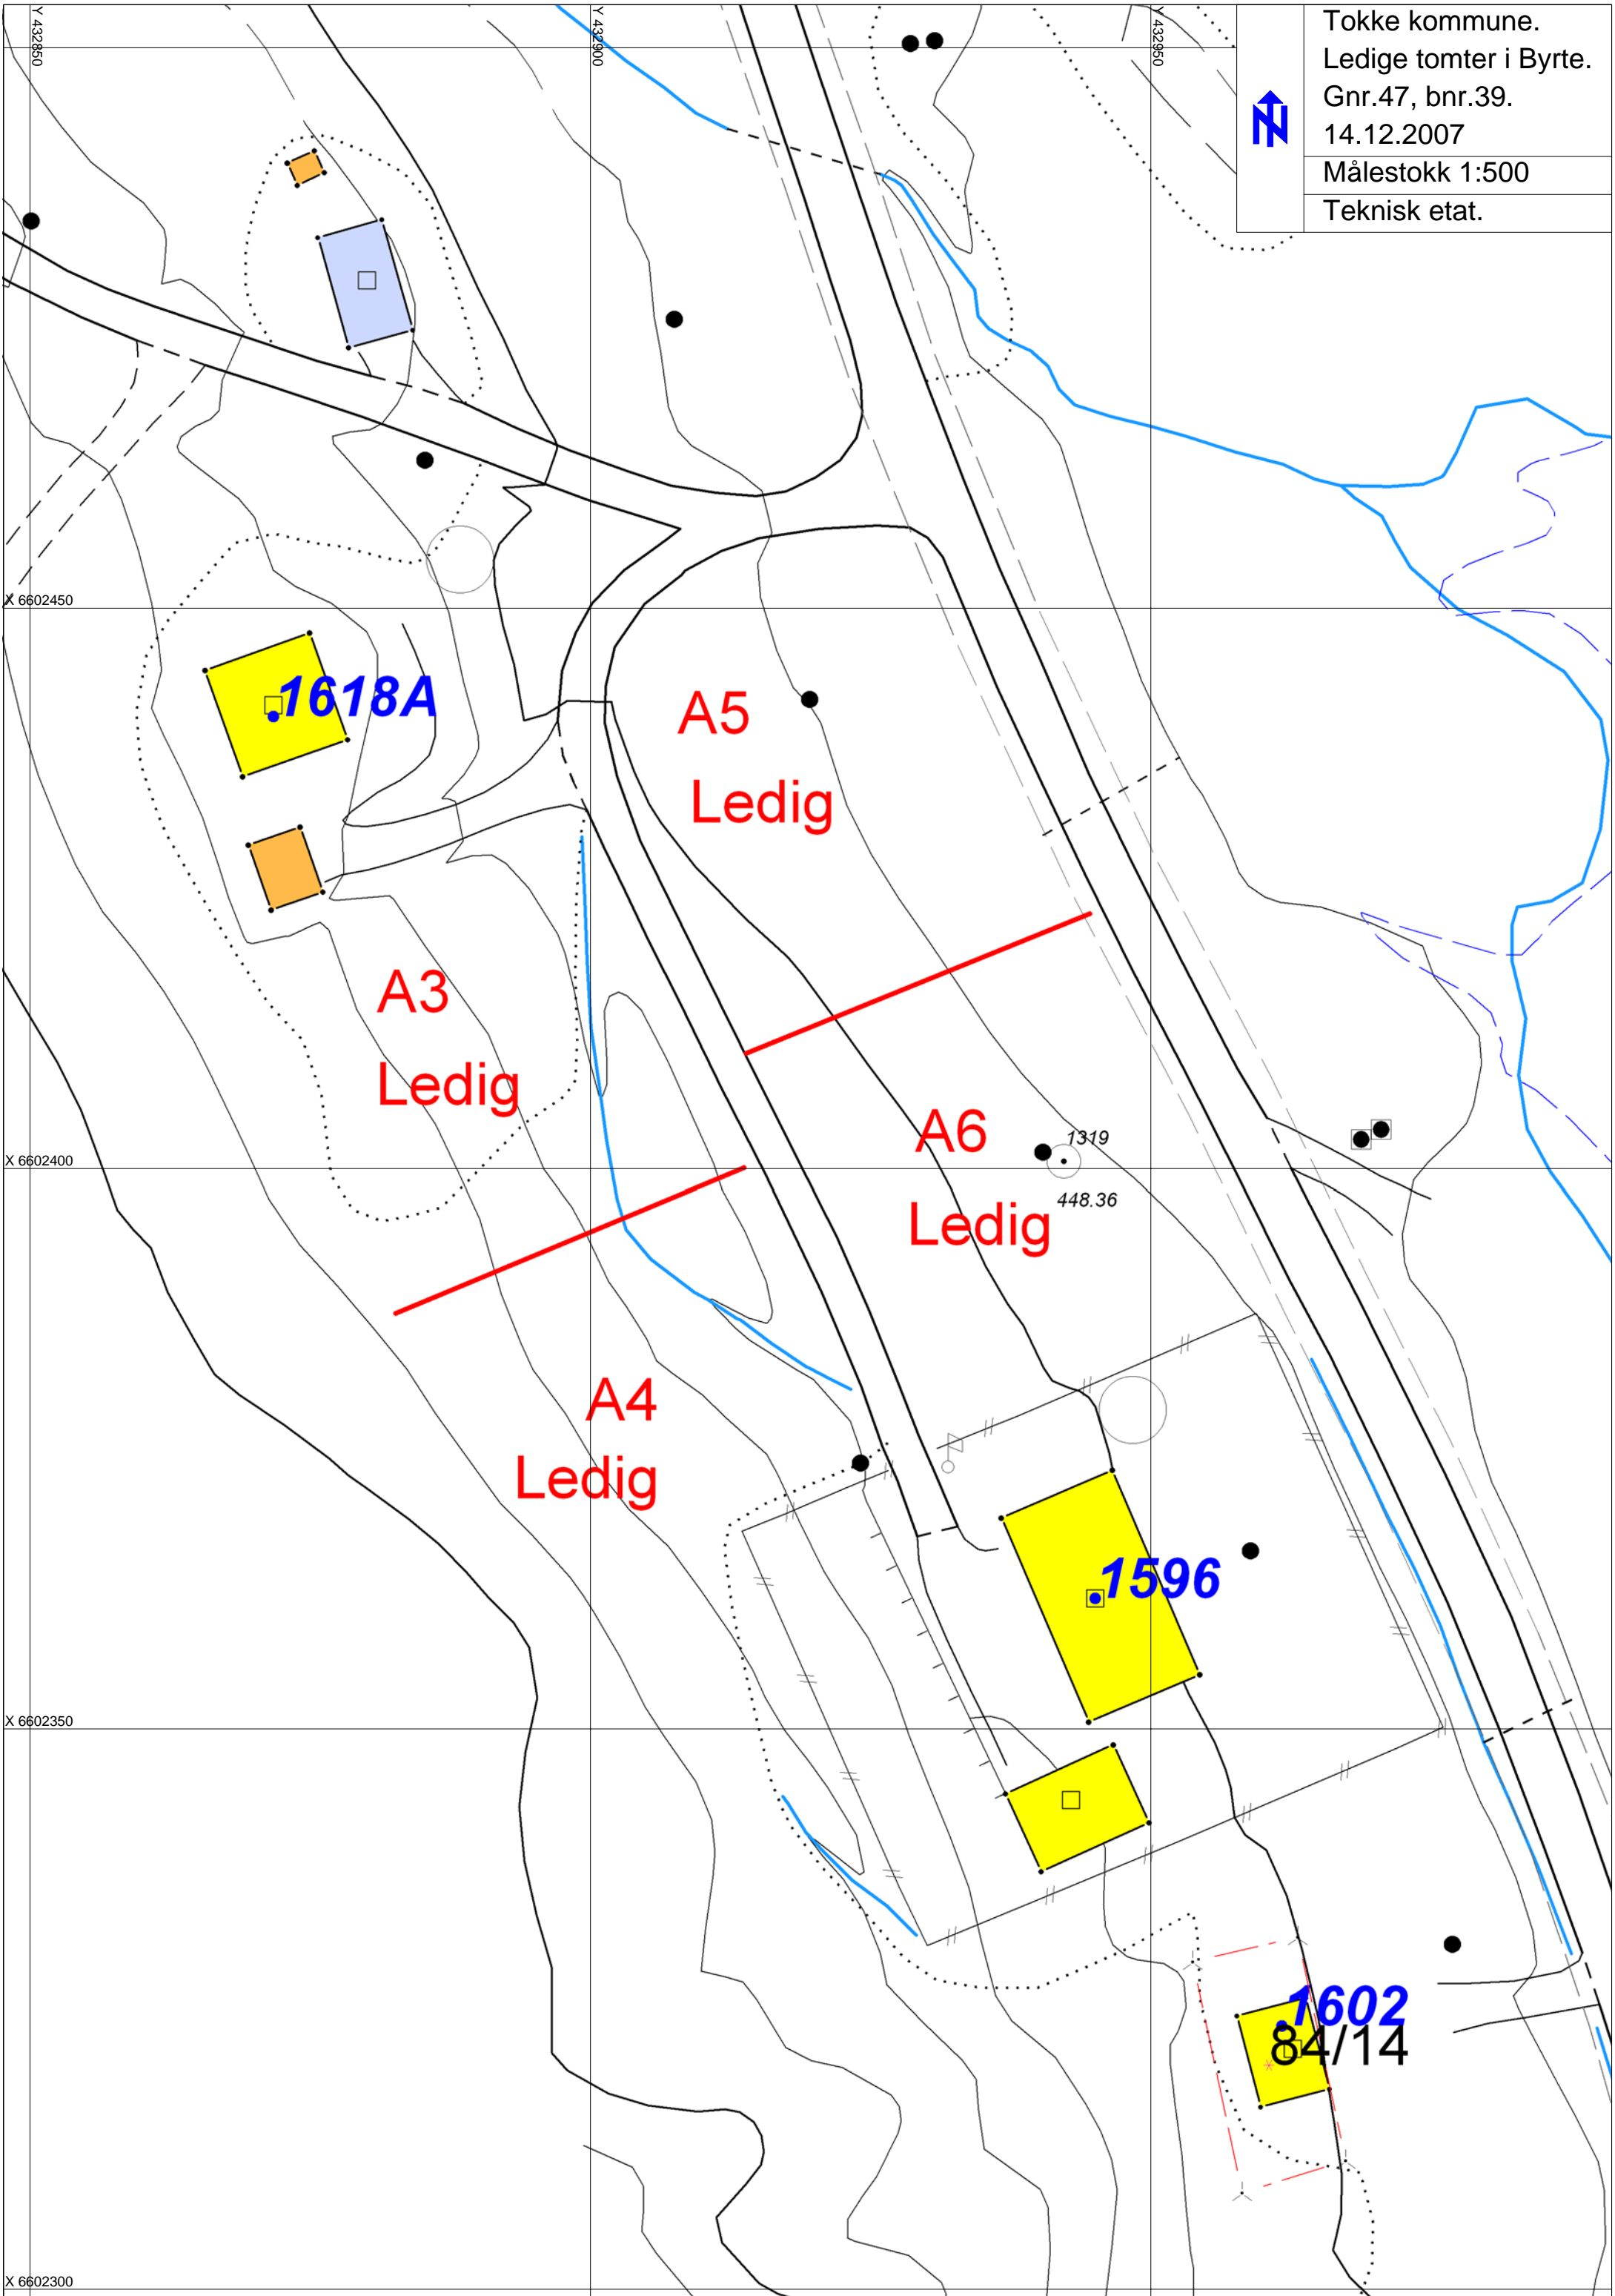 Y 432850
Y 432900
Y 432950
Tokke kommune.
Ledige tomter i Byrte.
Gnr.47, bnr.39.
14.12.2007
Målestokk 1:500
Teknisk etat.
N
X 6602450
1618A
A5
Ledig
A3
Ledig
A6
1319
X 6602400
448.36
Ledig
A4
Ledig
1596
X 6602350
1602
84/14
X 6602300